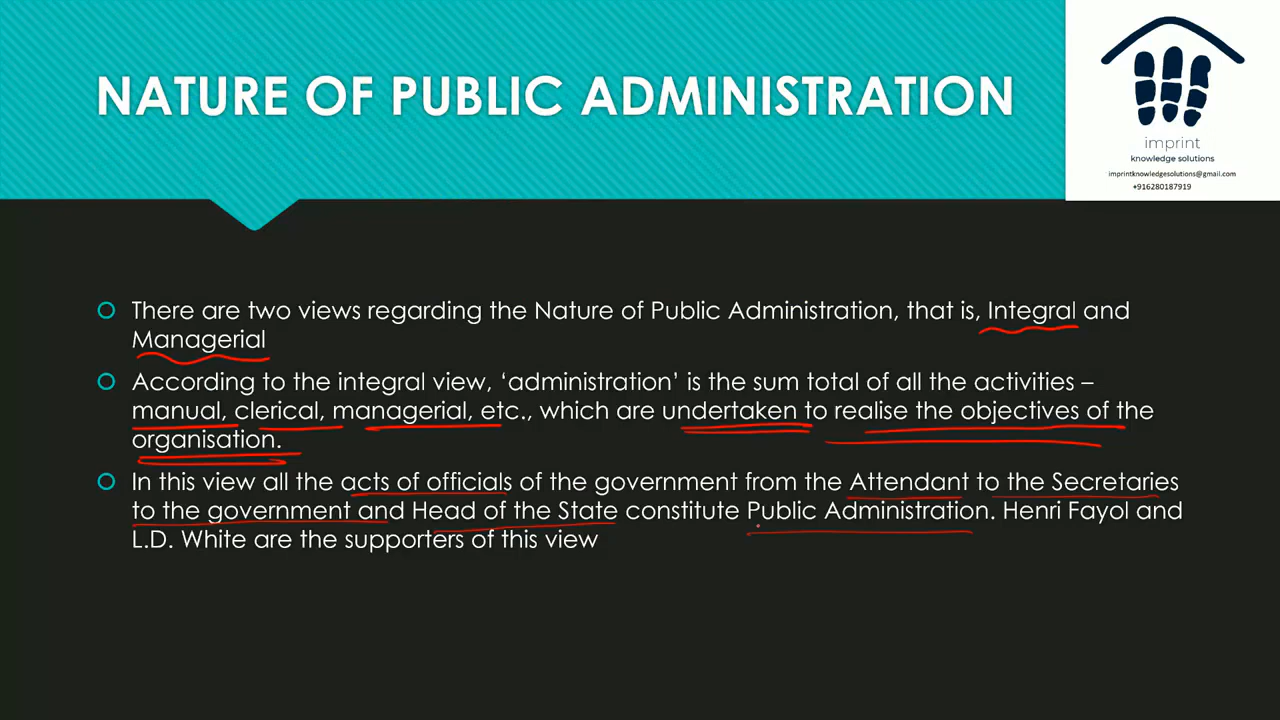 NATURE OF PUBLIC ADMINISTRATION
imprint
knowledge solutions
imprintknowledgesolutions@gmail.com
+916280187919
There are two views regarding the Nature of Public Administration, that is, Integral and
Managerial
According to the integral view, ‘administration’ is the sum total of all the activities –
manual, clerical, managerial, etc., which are undertaken to realise the objectives of the
organisation.
In this view all the acts of officials of the government from the Attendant to the Secretaries
to the government and Head of the State constitute Public Administration. Henri Fayol and
L.D. White are the supporters of this view